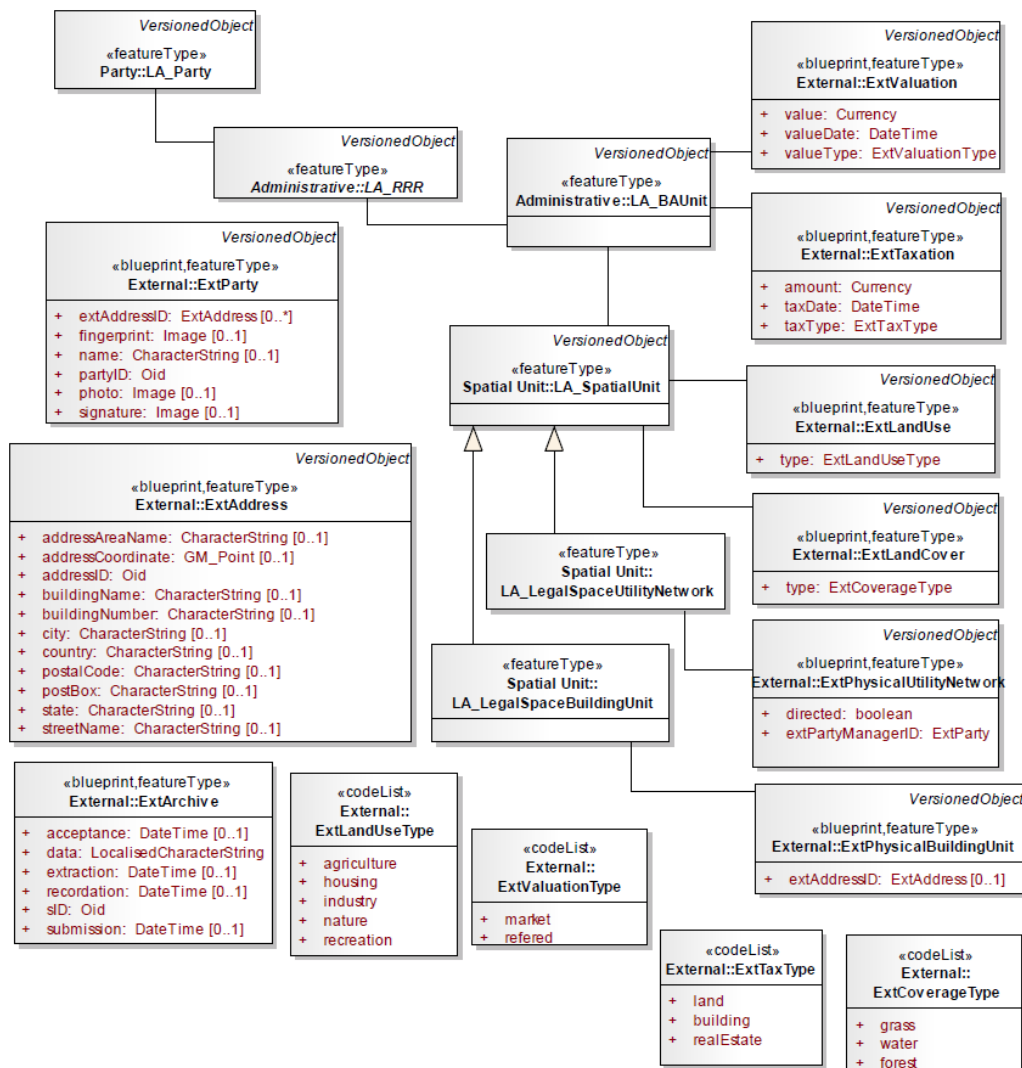 VersionedObject
«featureType»
Party::LA_Party
VersionedObject
«featureType»
Administrative::LA_RRR
VersionedObject
«featureType»
Administrative::LA_BAUnit
VersionedObject
«blueprint,featureType»
External::ExtValuation
+ value: Currency
+ valueDate: DateTime
+ valueType: ExtValuationType
VersionedObject
«blueprint,featureType»
External::ExtTaxation
+ amount: Currency
+ taxDate: DateTime
+ taxType: ExtTaxType
VersionedObject
«blueprint,featureType»
External::ExtParty
+ extAddressID: ExtAddress [0..*]
+ fingerprint: Image [0..1]
+ name: CharacterString [0..1]
+ partyID: Oid
+ photo: Image [0..1]
+ signature: Image [0..1]
VersionedObject
«featureType»
Spatial Unit::LA_SpatialUnit
VersionedObject
«blueprint,featureType»
External::ExtLandUse
+ type: ExtLandUseType
VersionedObject
«blueprint,featureType»
External::ExtAddress
+ addressAreaName: CharacterString [0..1]
+ addressCoordinate: GM_Point [0..1]
+ addressID: Oid
+ buildingName: CharacterString [0..1]
+ buildingNumber: CharacterString [0..1]
+ city: CharacterString [0..1]
+ country: CharacterString [0..1]
+ postalCode: CharacterString [0..1]
+ postBox: CharacterString [0..1]
+ state: CharacterString [0..1]
+ streetName: CharacterString [0..1]
VersionedObject
«blueprint,featureType»
External::ExtLandCover
+ type: ExtCoverageType
«featureType»
Spatial Unit::
LA_LegalSpaceUtilityNetwork
VersionedObject
«blueprint,featureType»
External::ExtPhysicalUtilityNetwork
+ directed: boolean
+ extPartyManagerID: ExtParty
«featureType»
Spatial Unit::
LA_LegalSpaceBuildingUnit
VersionedObject
«blueprint,featureType»
External::ExtPhysicalBuildingUnit
+ extAddressID: ExtAddress [0..1]
«blueprint,featureType»
External::ExtArchive
+ acceptance: DateTime [0..1]
+ data: LocalisedCharacterString
+ extraction: DateTime [0..1]
+ recordation: DateTime [0..1]
+ sID: Oid
+ submission: DateTime [0..1]
«codeList»
External::
ExtLandUseType
+ agriculture
+ housing
+ industry
+ nature
+ recreation
«codeList»
External::
ExtValuationType
+ market
+ refered
«codeList»
External::ExtTaxType
+ land
+ building
+ realEstate
«codeList»
External::
ExtCoverageType
+ grass
+ water
+ forest